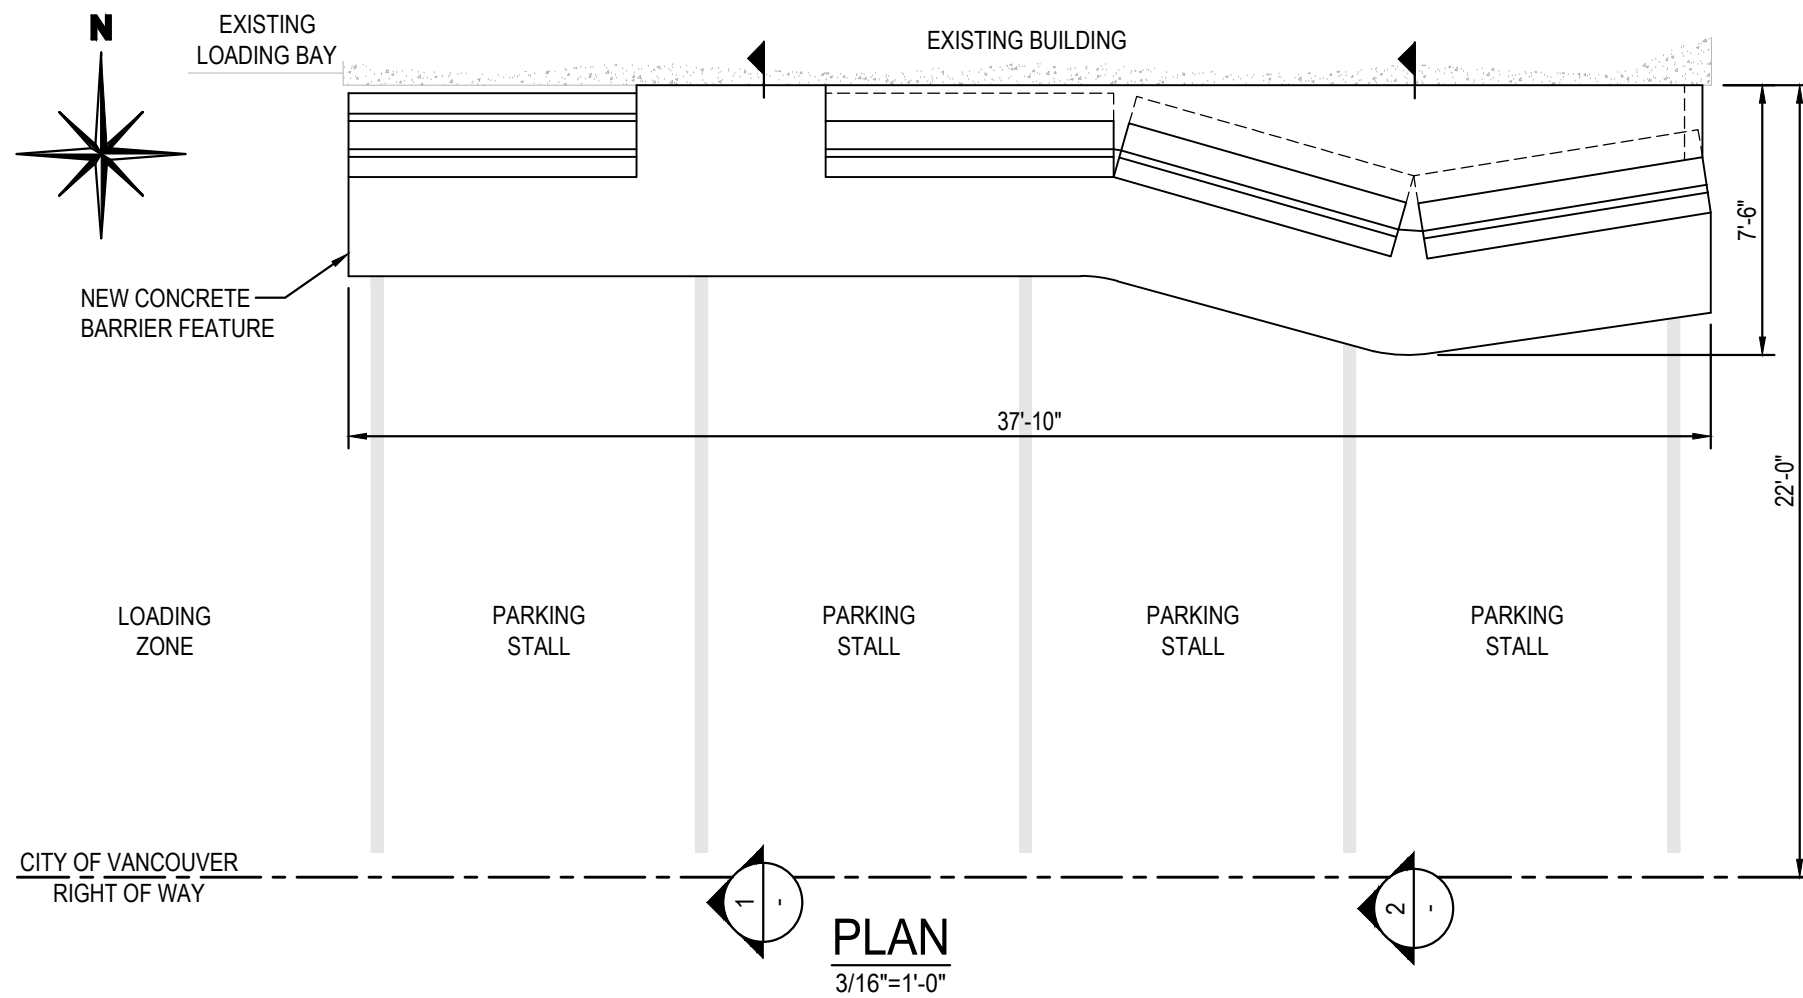 N
EXISTING
LOADING BAY
EXISTING BUILDING
7'-6"
NEW CONCRETE
BARRIER FEATURE
37'-10"
22'-0"
LOADING
ZONE
PARKING
STALL
PARKING
STALL
PARKING
STALL
PARKING
STALL
CITY OF VANCOUVER
RIGHT OF WAY
1
-
2
-
PLAN
3/16"=1'-0"